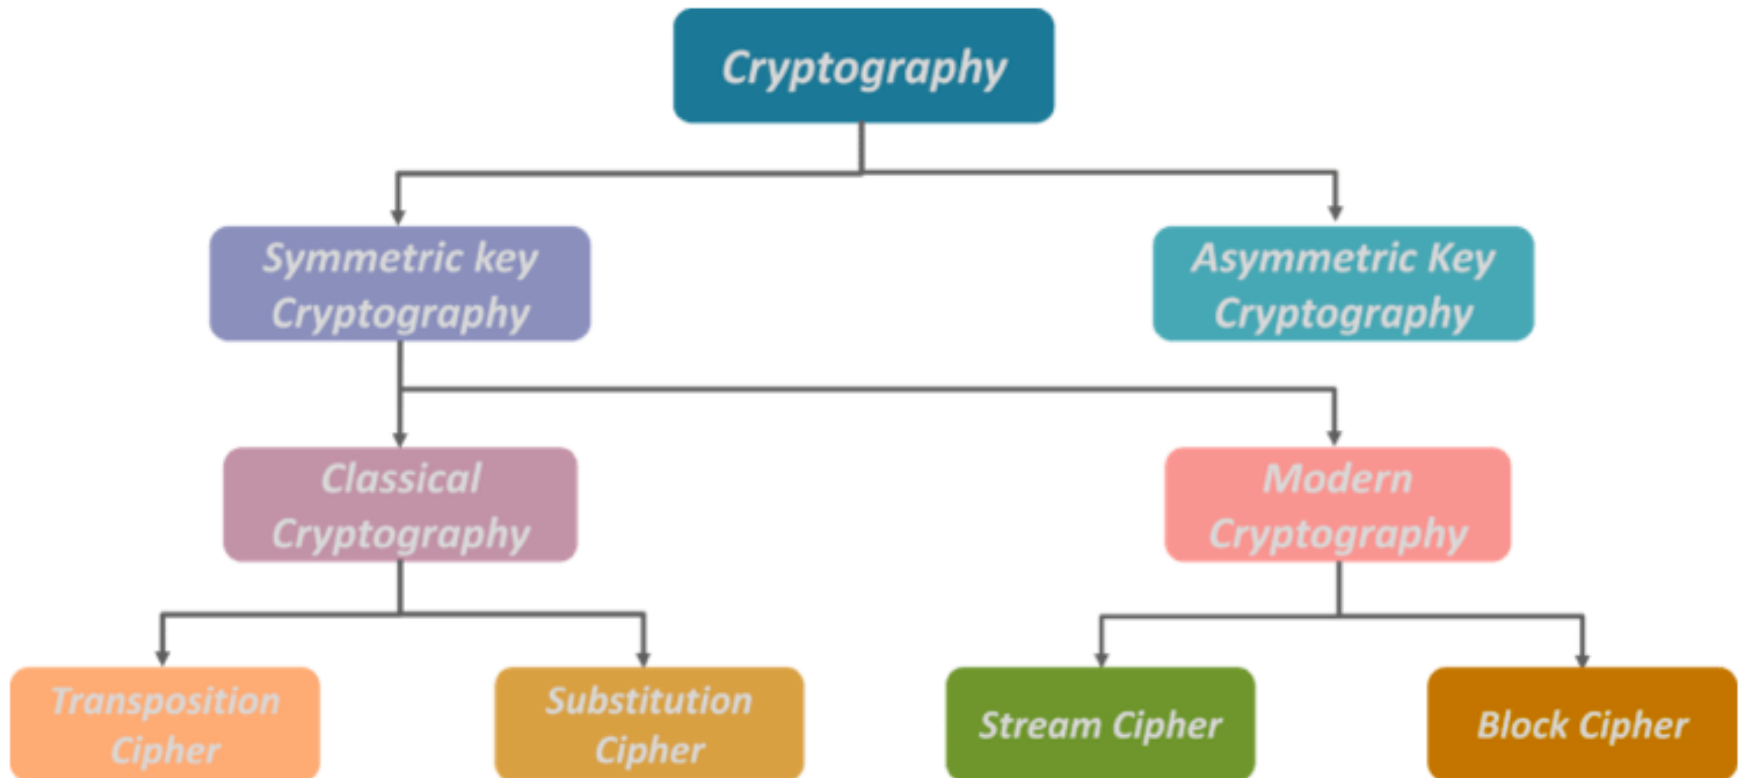 Cryptography
Symmetric key
Cryptography
Asymmetric Key
Cryptography
Classical
Cryptography
Modern
Cryptography
Transposition
Cipher
Substitution
Cipher
Stream Cipher
Block Cipher